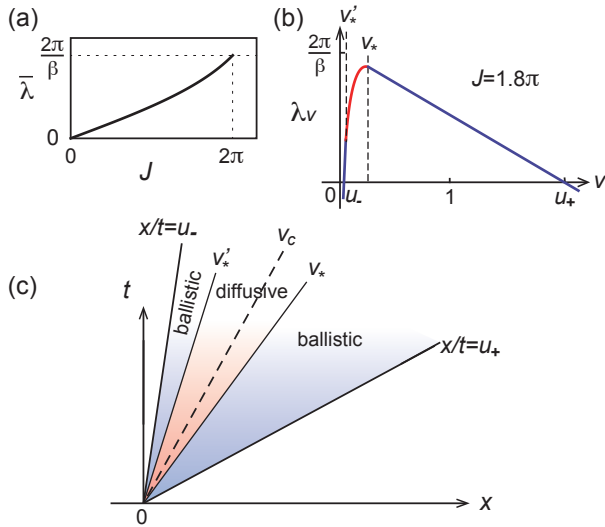 (a)
2π
β
λ̄
0
0
J
2π
(b)
v*'
v*
2π
β
λv
J=1.8π
0
u-
1
u+
v
(c)
t
x/t=u-
v*'
vc
v*
ballistic
diffusive
ballistic
x/t=u+
0
x